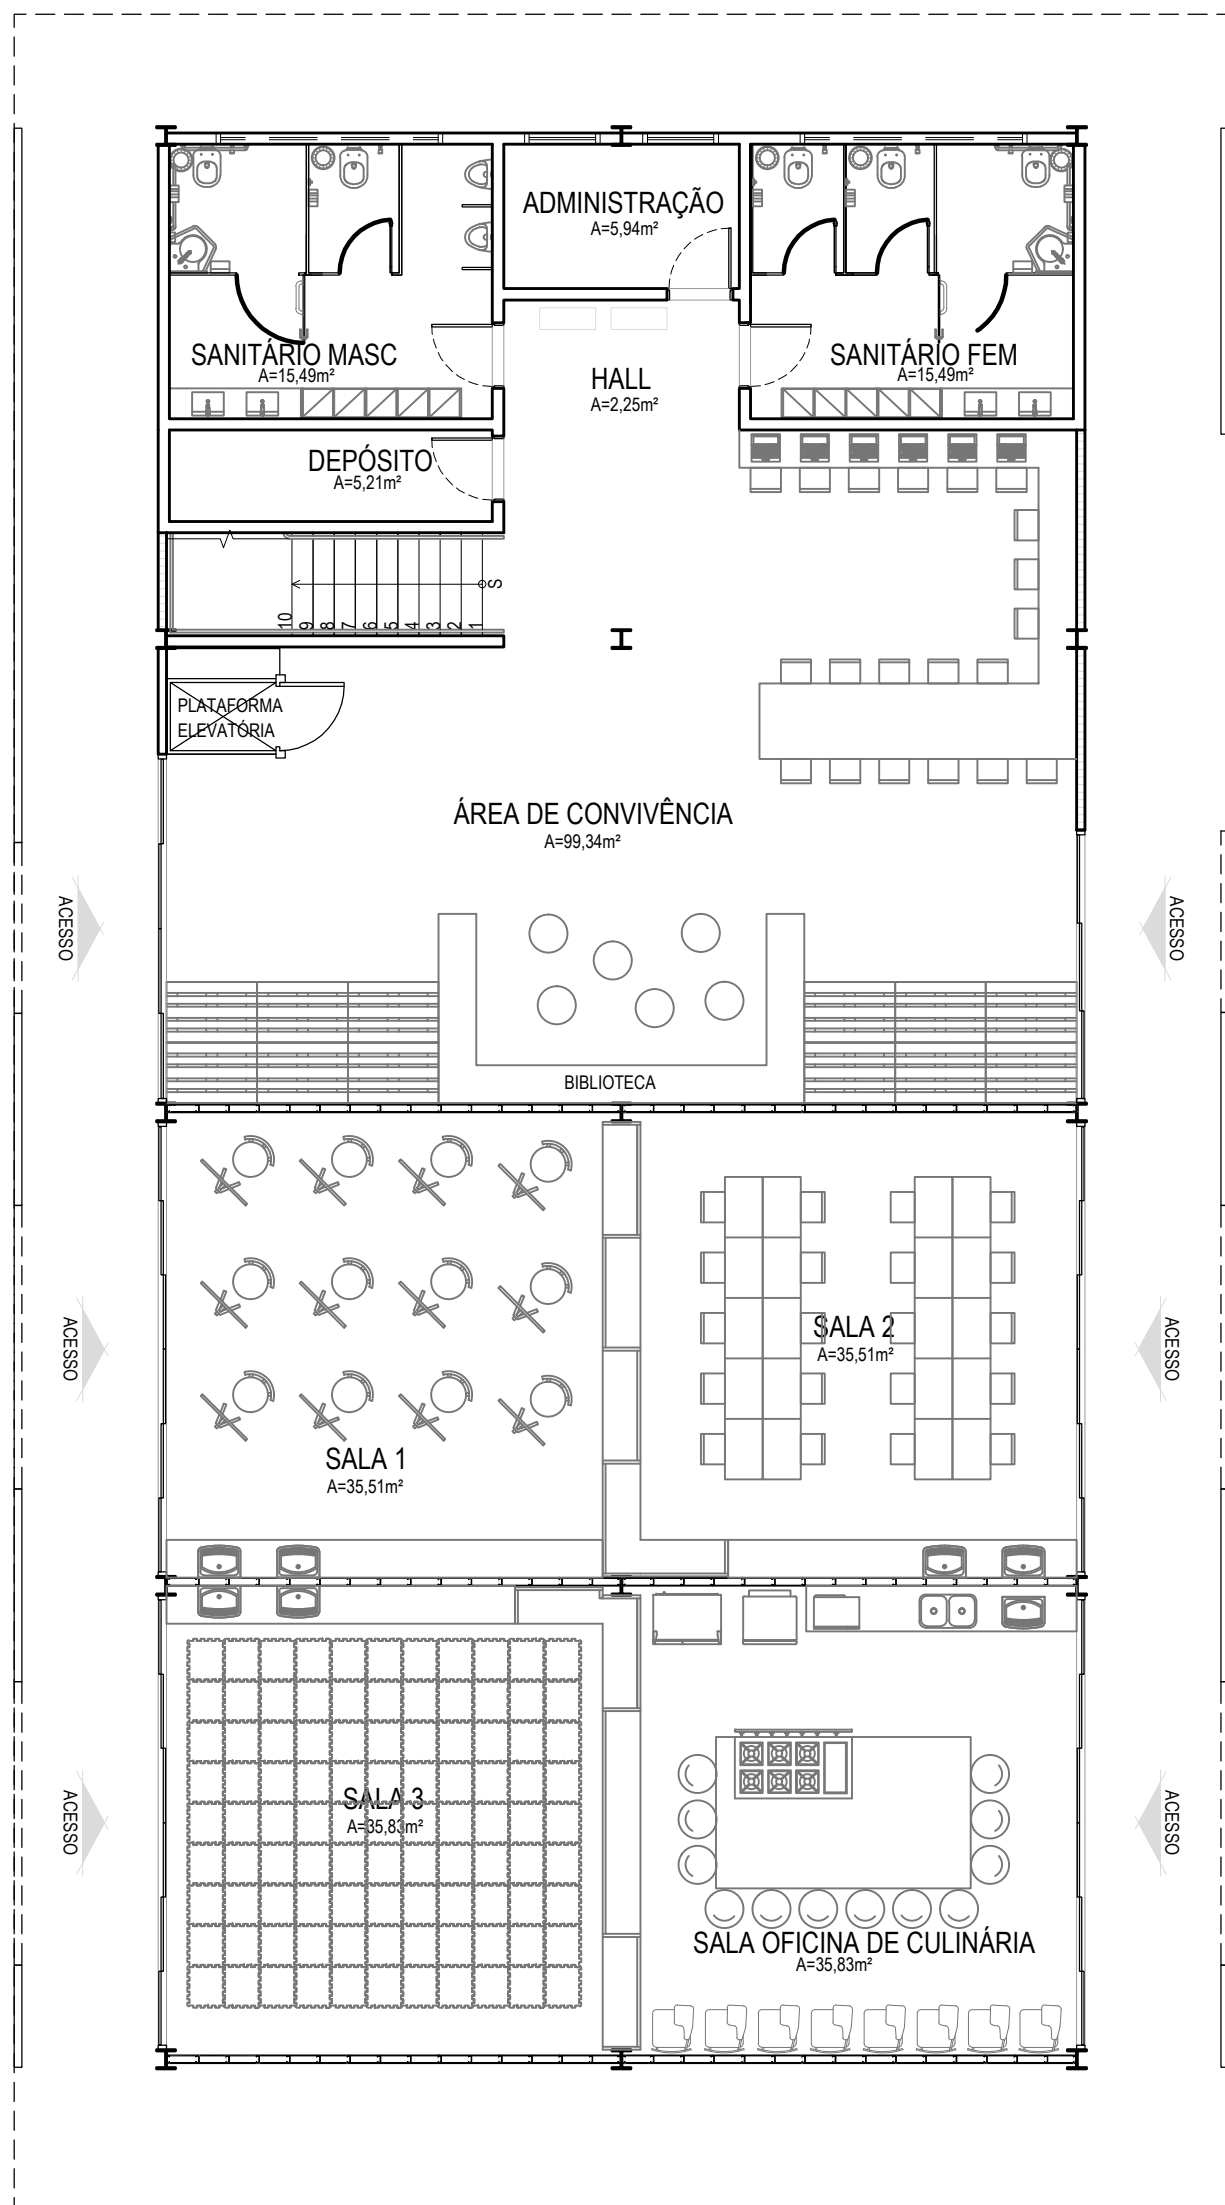 ADMINISTRAÇÃO
A=5,94m²
SANITÁRIO MASC
A=15,49m²
HALL
A=2,25m²
SANITÁRIO FEM
A=15,49m²
DEPÓSITO
A=5,21m²
S
10
9
8
7
6
5
4
3
2
1
PLATAFORMA
ELEVATÓRIA
ÁREA DE CONVIVÊNCIA
A=99,34m²
ACESSO
ACESSO
BIBLIOTECA
SALA 2
A=35,51m²
ACESSO
ACESSO
SALA 1
A=35,51m²
SALA 3
A=35,83m²
ACESSO
ACESSO
SALA OFICINA DE CULINÁRIA
A=35,83m²